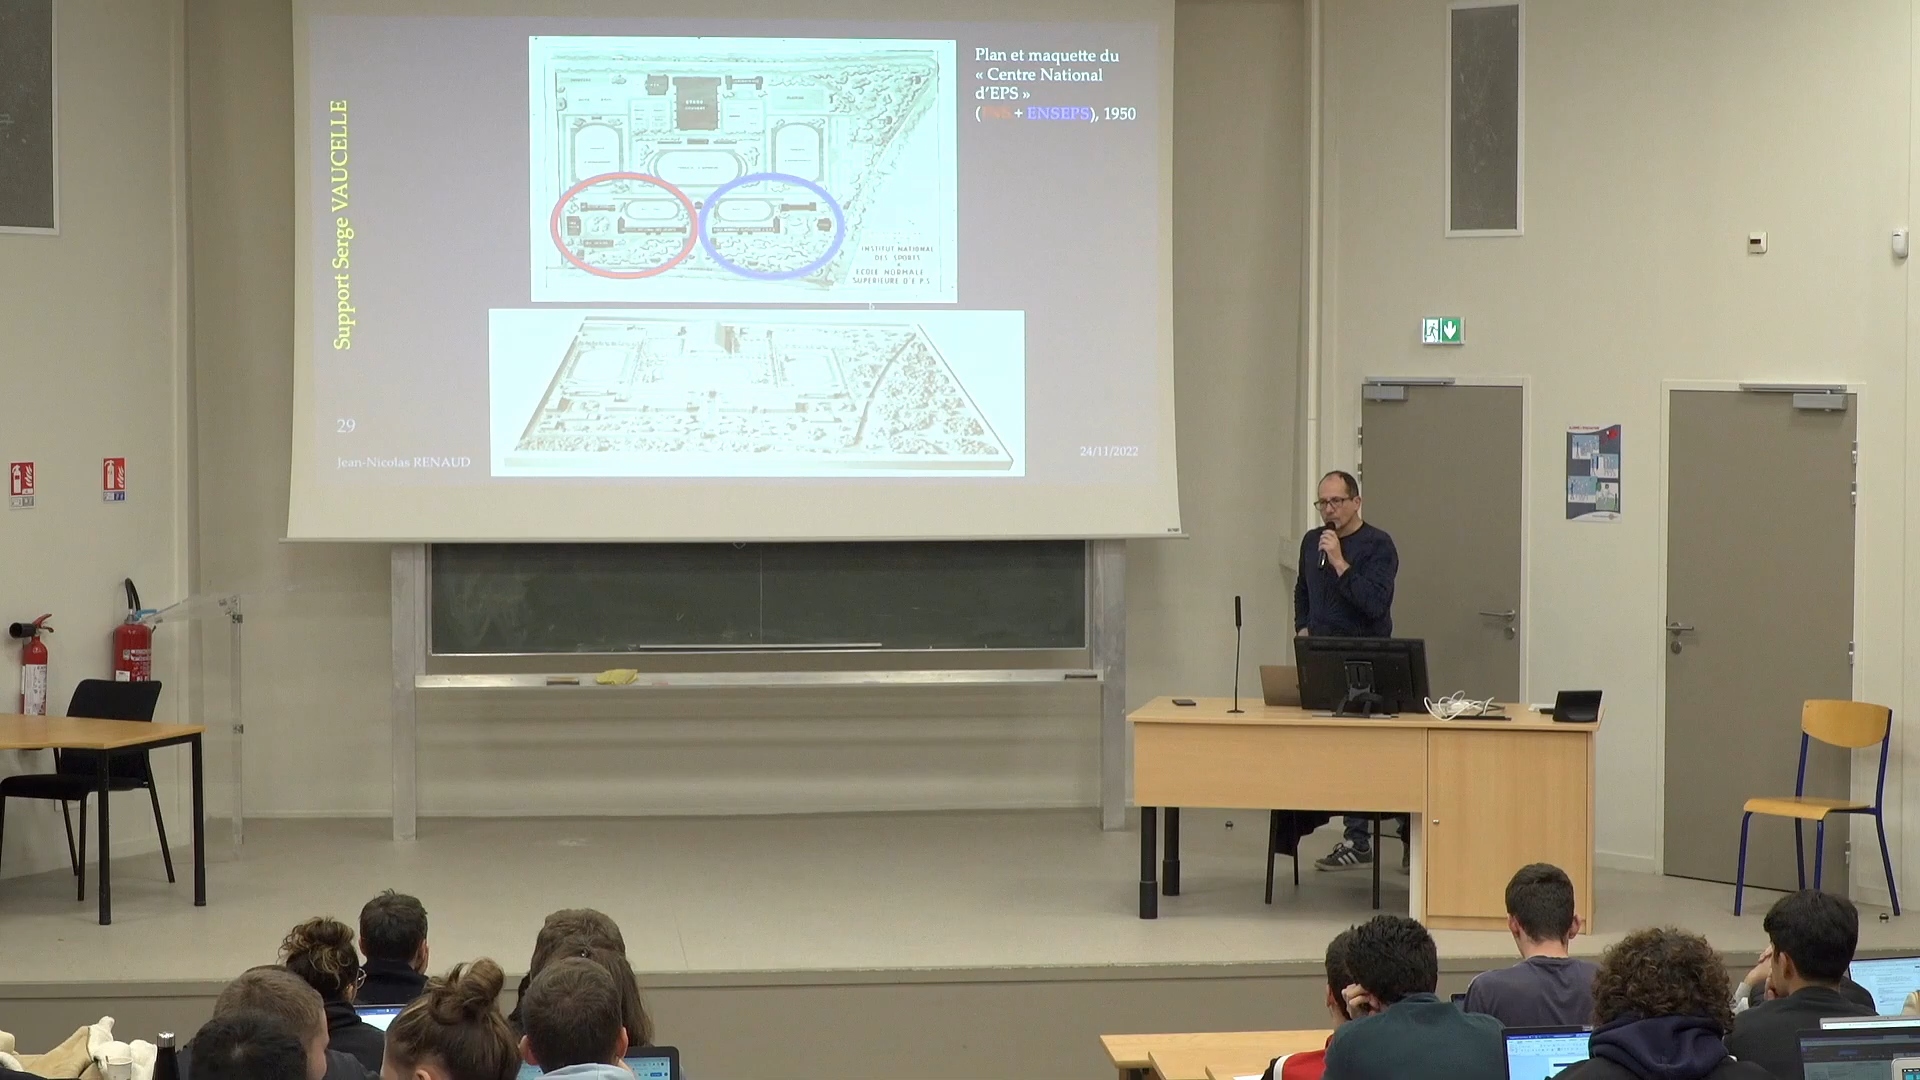 Plan et maquette du
« Centre National
d'EPS »
(INS + ENSEPS), 1950
Support Serge VAUCELLE
INSTITUT NATIONAL
DES SPORTS
ECOLE NORMALE
SUPERIEURE D'E.P.S
29
Jean-Nicolas RENAUD
24/11/2022